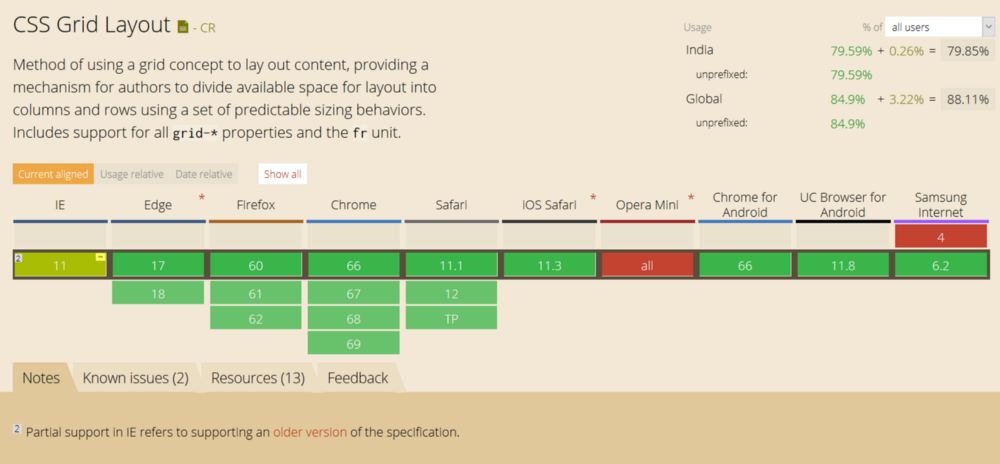 CSS Grid Layout - CR
Usage % of all users
India 79.59% + 0.26% = 79.85%
unprefixed: 79.59%
Global 84.9% + 3.22% = 88.11%
unprefixed: 84.9%
Method of using a grid concept to lay out content, providing a
mechanism for authors to divide available space for layout into
columns and rows using a set of predictable sizing behaviors.
Includes support for all grid-* properties and the fr unit.
Current aligned Usage relative Date relative Show all
IE Edge * Firefox Chrome Safari iOS Safari * Opera Mini * Chrome for Android UC Browser for Android Samsung Internet
4
2 11 17 60 66 11.1 11.3 all 66 11.8 6.2
18 61 67 12
62 68 TP
69
Notes Known issues (2) Resources (13) Feedback
2 Partial support in IE refers to supporting an older version of the specification.